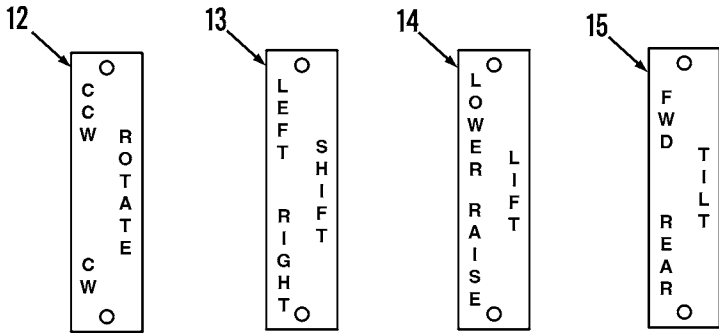 12
CCW
CW
ROTATE
13
LEFT
RIGHT
SHIFT
14
LOWER
RAISE
LIFT
15
FWD
REAR
TILT